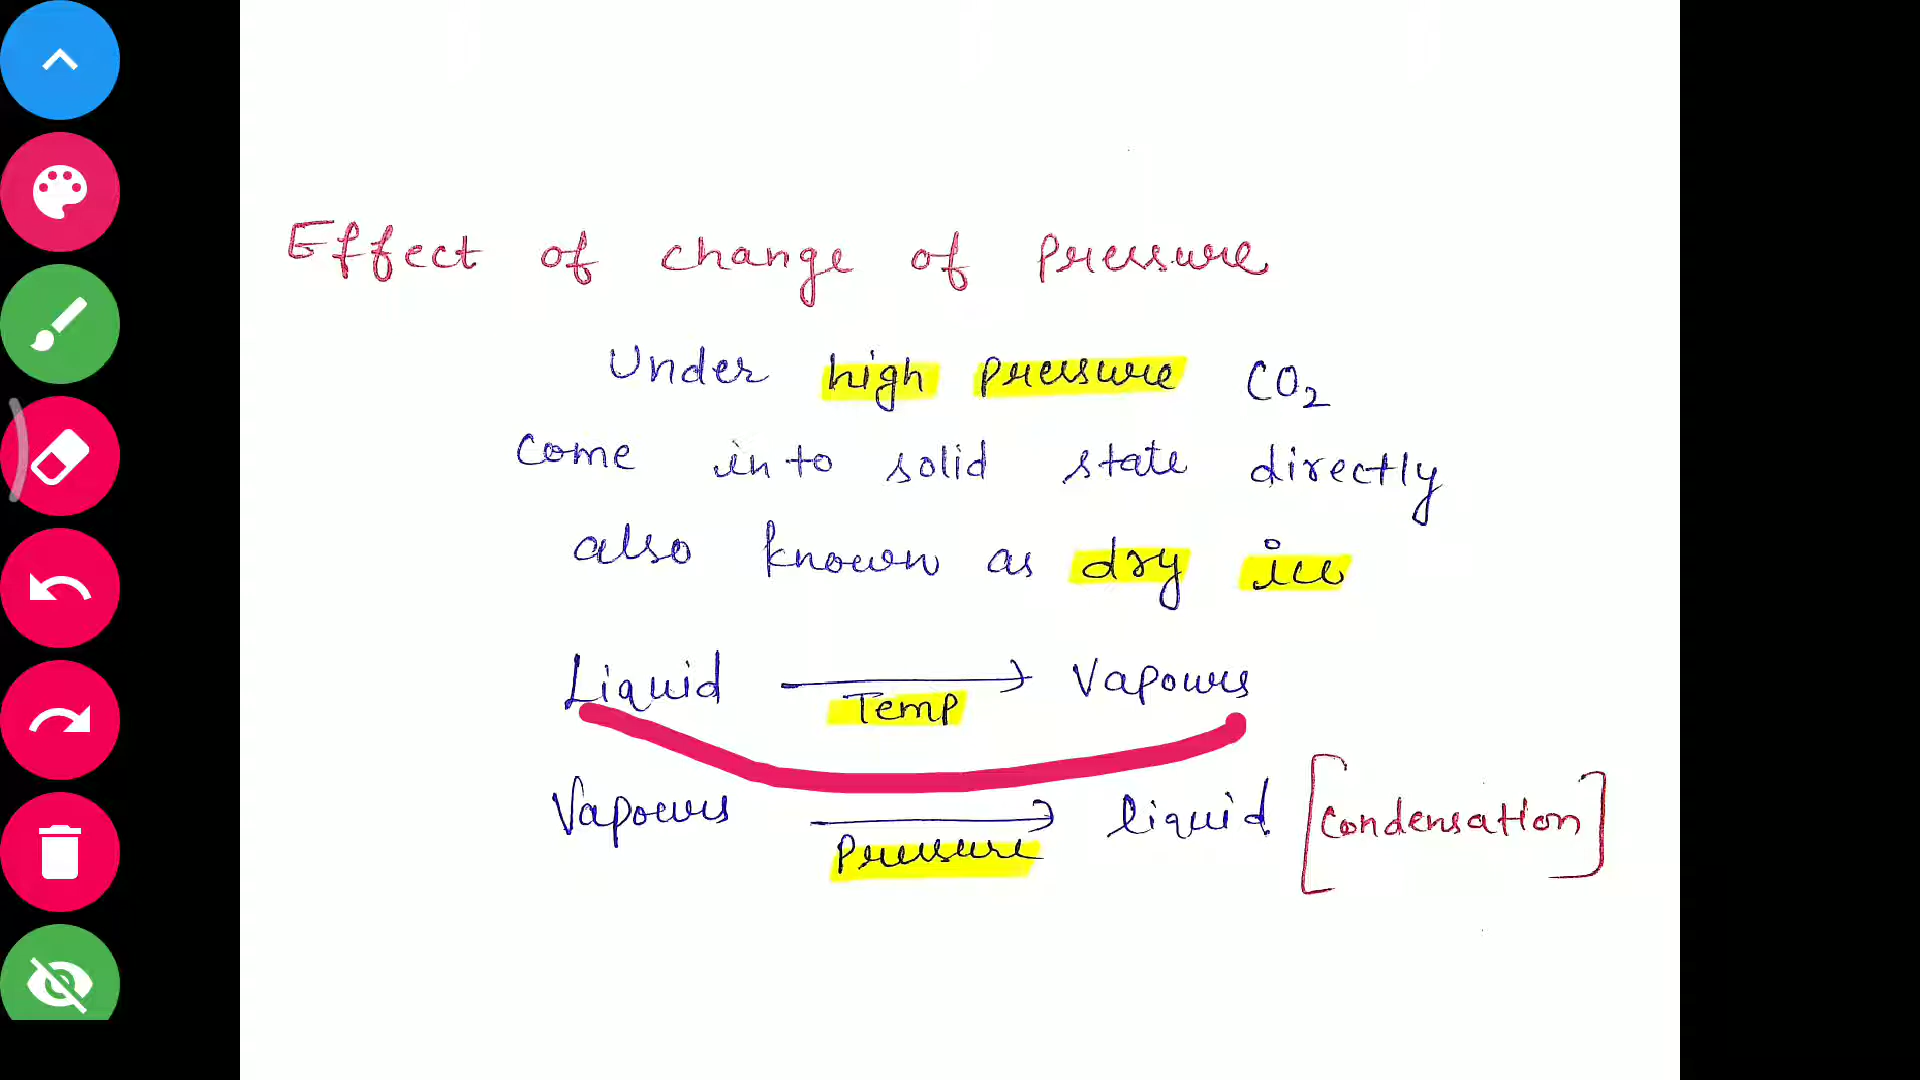 Effect of change of Pressure
Under high pressure CO₂
come into solid state directly
also known as dry ice
Liquid → Vapours
Temp
Vapours → liquid [Condensation]
Pressure